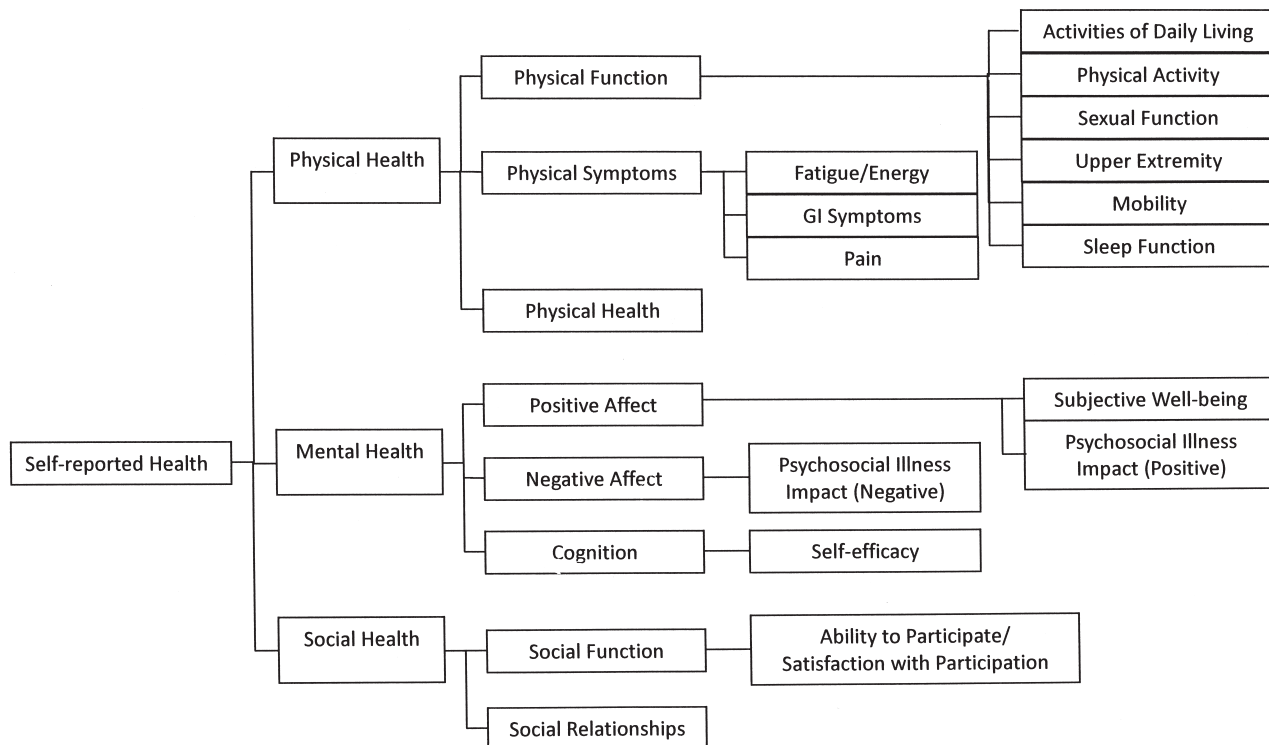 Activities of Daily Living
Physical Function
Physical Activity
Sexual Function
Physical Health
Physical Symptoms
Fatigue/Energy
Upper Extremity
GI Symptoms
Mobility
Pain
Sleep Function
Physical Health
Positive Affect
Subjective Well-being
Self-reported Health
Mental Health
Negative Affect
Psychosocial Illness
Impact (Negative)
Psychosocial Illness
Impact (Positive)
Cognition
Self-efficacy
Social Health
Social Function
Ability to Participate/
Satisfaction with Participation
Social Relationships